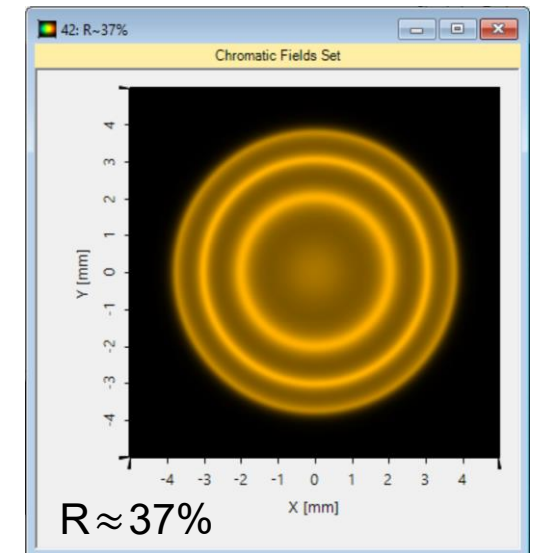 42: R~37%
Chromatic Fields Set
Y [mm]
4
3
2
1
0
-1
-2
-3
-4
-4 -3 -2 -1 0 1 2 3 4
X [mm]
R≈37%